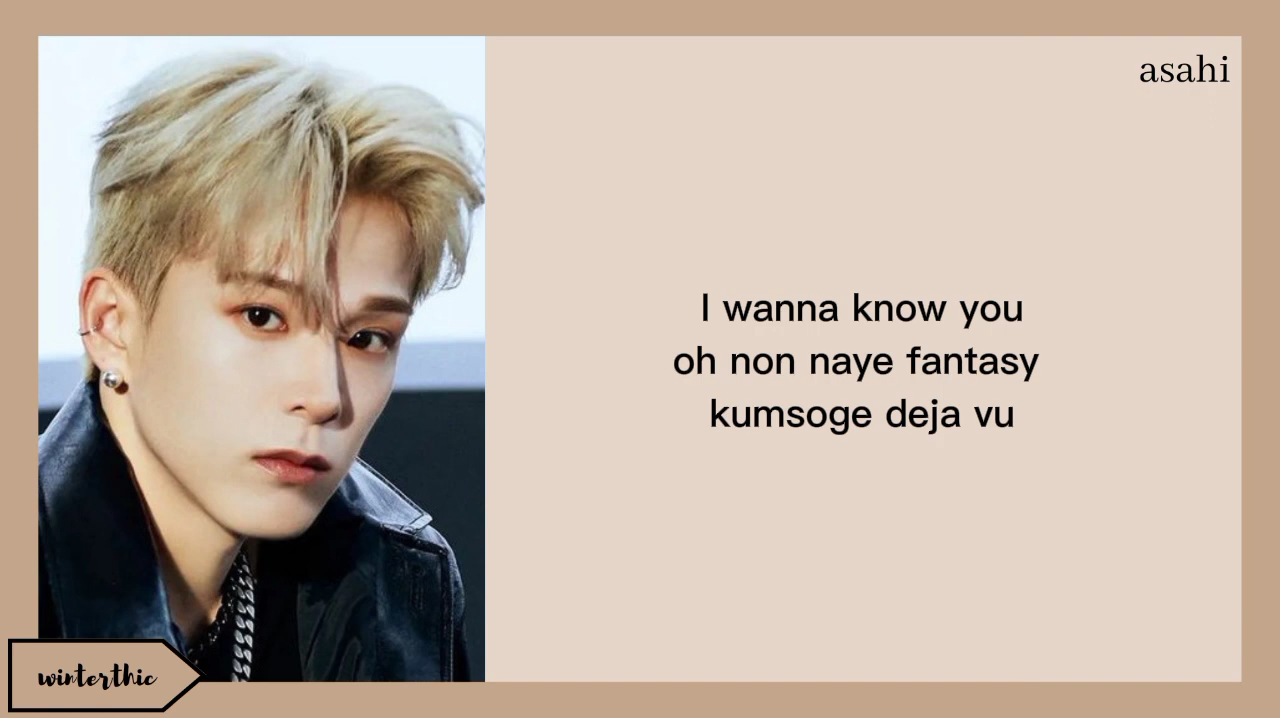 asahi
I wanna know you
oh non naye fantasy
kumsoge deja vu
winterthic